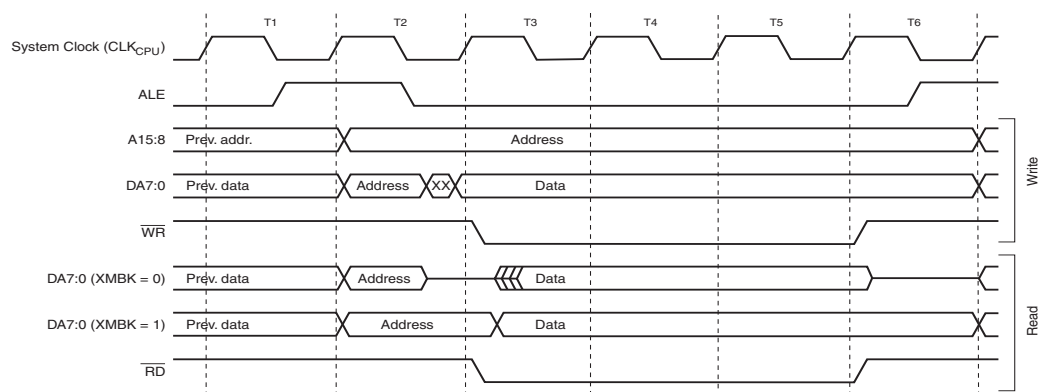 T1 T2 T3 T4 T5 T6
System Clock (CLKCPU)
ALE
A15:8 Prev. addr. Address
DA7:0 Prev. data Address XX Data
WR
Write
DA7:0 (XMBK = 0) Prev. data Address Data
DA7:0 (XMBK = 1) Prev. data Address Data
RD
Read